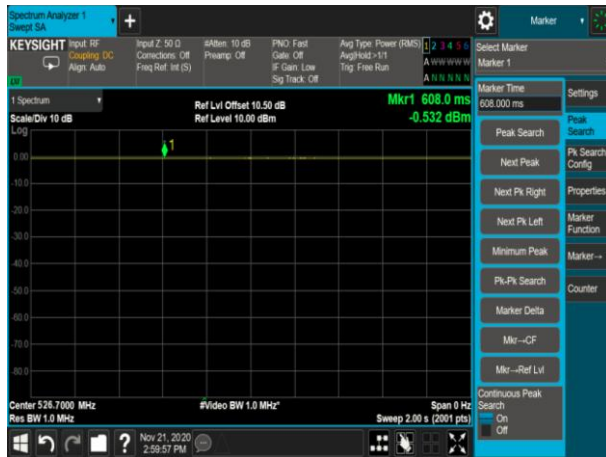 Spectrum Analyzer 1
Swept SA
+
Marker
KEYSIGHT
Input: RF
Coupling: DC
Align: Auto
Input Z: 50 Ω
Corrections: Off
Freq Ref: Int (S)
#Atten: 10 dB
Preamp: Off
PNO: Fast
Gate: Off
IF Gain: Low
Sig Track: Off
Avg Type: Power (RMS)
Avg|Hold:>1/1
Trig: Free Run
1 2 3 4 5 6
A W W W W W
A N N N N N
Select Marker
Marker 1
1 Spectrum
Scale/Div 10 dB
Log
Ref Lvl Offset 10.50 dB
Ref Level 10.00 dBm
Mkr1 608.0 ms
-0.532 dBm
1
0.00
-10.0
-20.0
-30.0
-40.0
-50.0
-60.0
-70.0
-80.0
Center 526.7000 MHz
Res BW 1.0 MHz
#Video BW 1.0 MHz*
Span 0 Hz
Sweep 2.00 s (2001 pts)
Marker Time
608.000 ms
Peak Search
Next Peak
Next Pk Right
Next Pk Left
Minimum Peak
Pk-Pk Search
Marker Delta
Mkr→CF
Mkr→Ref Lvl
Continuous Peak
Search
On
Off
Settings
Peak
Search
Pk Search
Config
Properties
Marker
Function
Marker→
Counter
?
Nov 21, 2020
2:59:57 PM